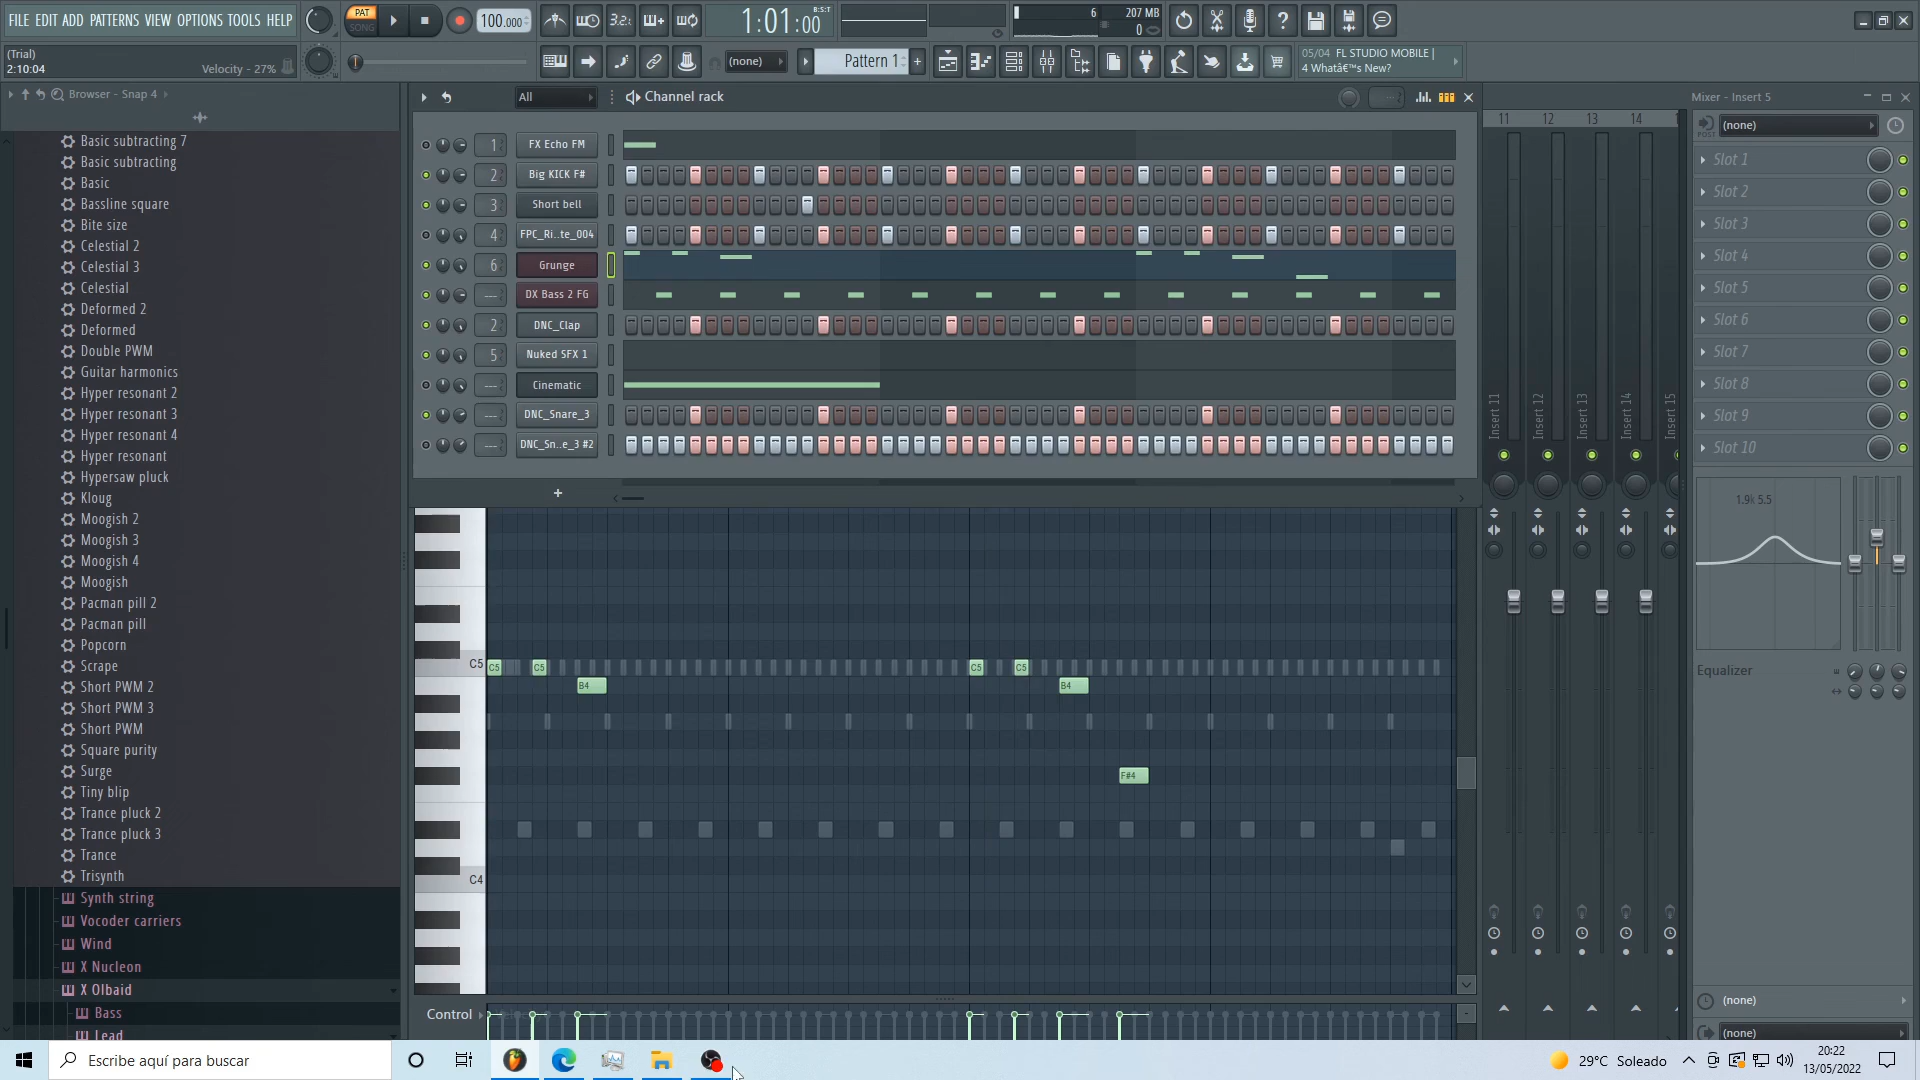 FILE EDIT ADD PATTERNS VIEW OPTIONS TOOLS HELP
PAT
SONG
100.000
3.2.
1:01:00
B:S:T
6
207 MB
0
(Trial)
2:10:04
Velocity - 27%
(none)
Pattern 1
+
05/04 FL STUDIO MOBILE |
4 Whatâ€™s New?
Browser - Snap 4
All
Channel rack
Mixer - Insert 5
Basic subtracting 7
Basic subtracting
Basic
Bassline square
Bite size
Celestial 2
Celestial 3
Celestial
Deformed 2
Deformed
Double PWM
Guitar harmonics
Hyper resonant 2
Hyper resonant 3
Hyper resonant 4
Hyper resonant
Hypersaw pluck
Kloug
Moogish 2
Moogish 3
Moogish 4
Moogish
Pacman pill 2
Pacman pill
Popcorn
Scrape
Short PWM 2
Short PWM 3
Short PWM
Square purity
Surge
Tiny blip
Trance pluck 2
Trance pluck 3
Trance
Trisynth
Synth string
Vocoder carriers
Wind
X Nucleon
X Olbaid
Bass
Lead
1 FX Echo FM
2 Big KICK F#
3 Short bell
4 FPC_Ri..te_004
6 Grunge
--- DX Bass 2 FG
2 DNC_Clap
5 Nuked SFX 1
--- Cinematic
--- DNC_Snare_3
--- DNC_Sn..e_3 #2
+
C5
C5 C5 C5 C5
B4 B4
F#4
C4
Control
11 12 13 14
Insert 11
Insert 12
Insert 13
Insert 14
Insert 15
POST
(none)
Slot 1
Slot 2
Slot 3
Slot 4
Slot 5
Slot 6
Slot 7
Slot 8
Slot 9
Slot 10
1.9k 5.5
Equalizer
(none)
(none)
Escribe aquí para buscar
29°C Soleado
20:22
13/05/2022